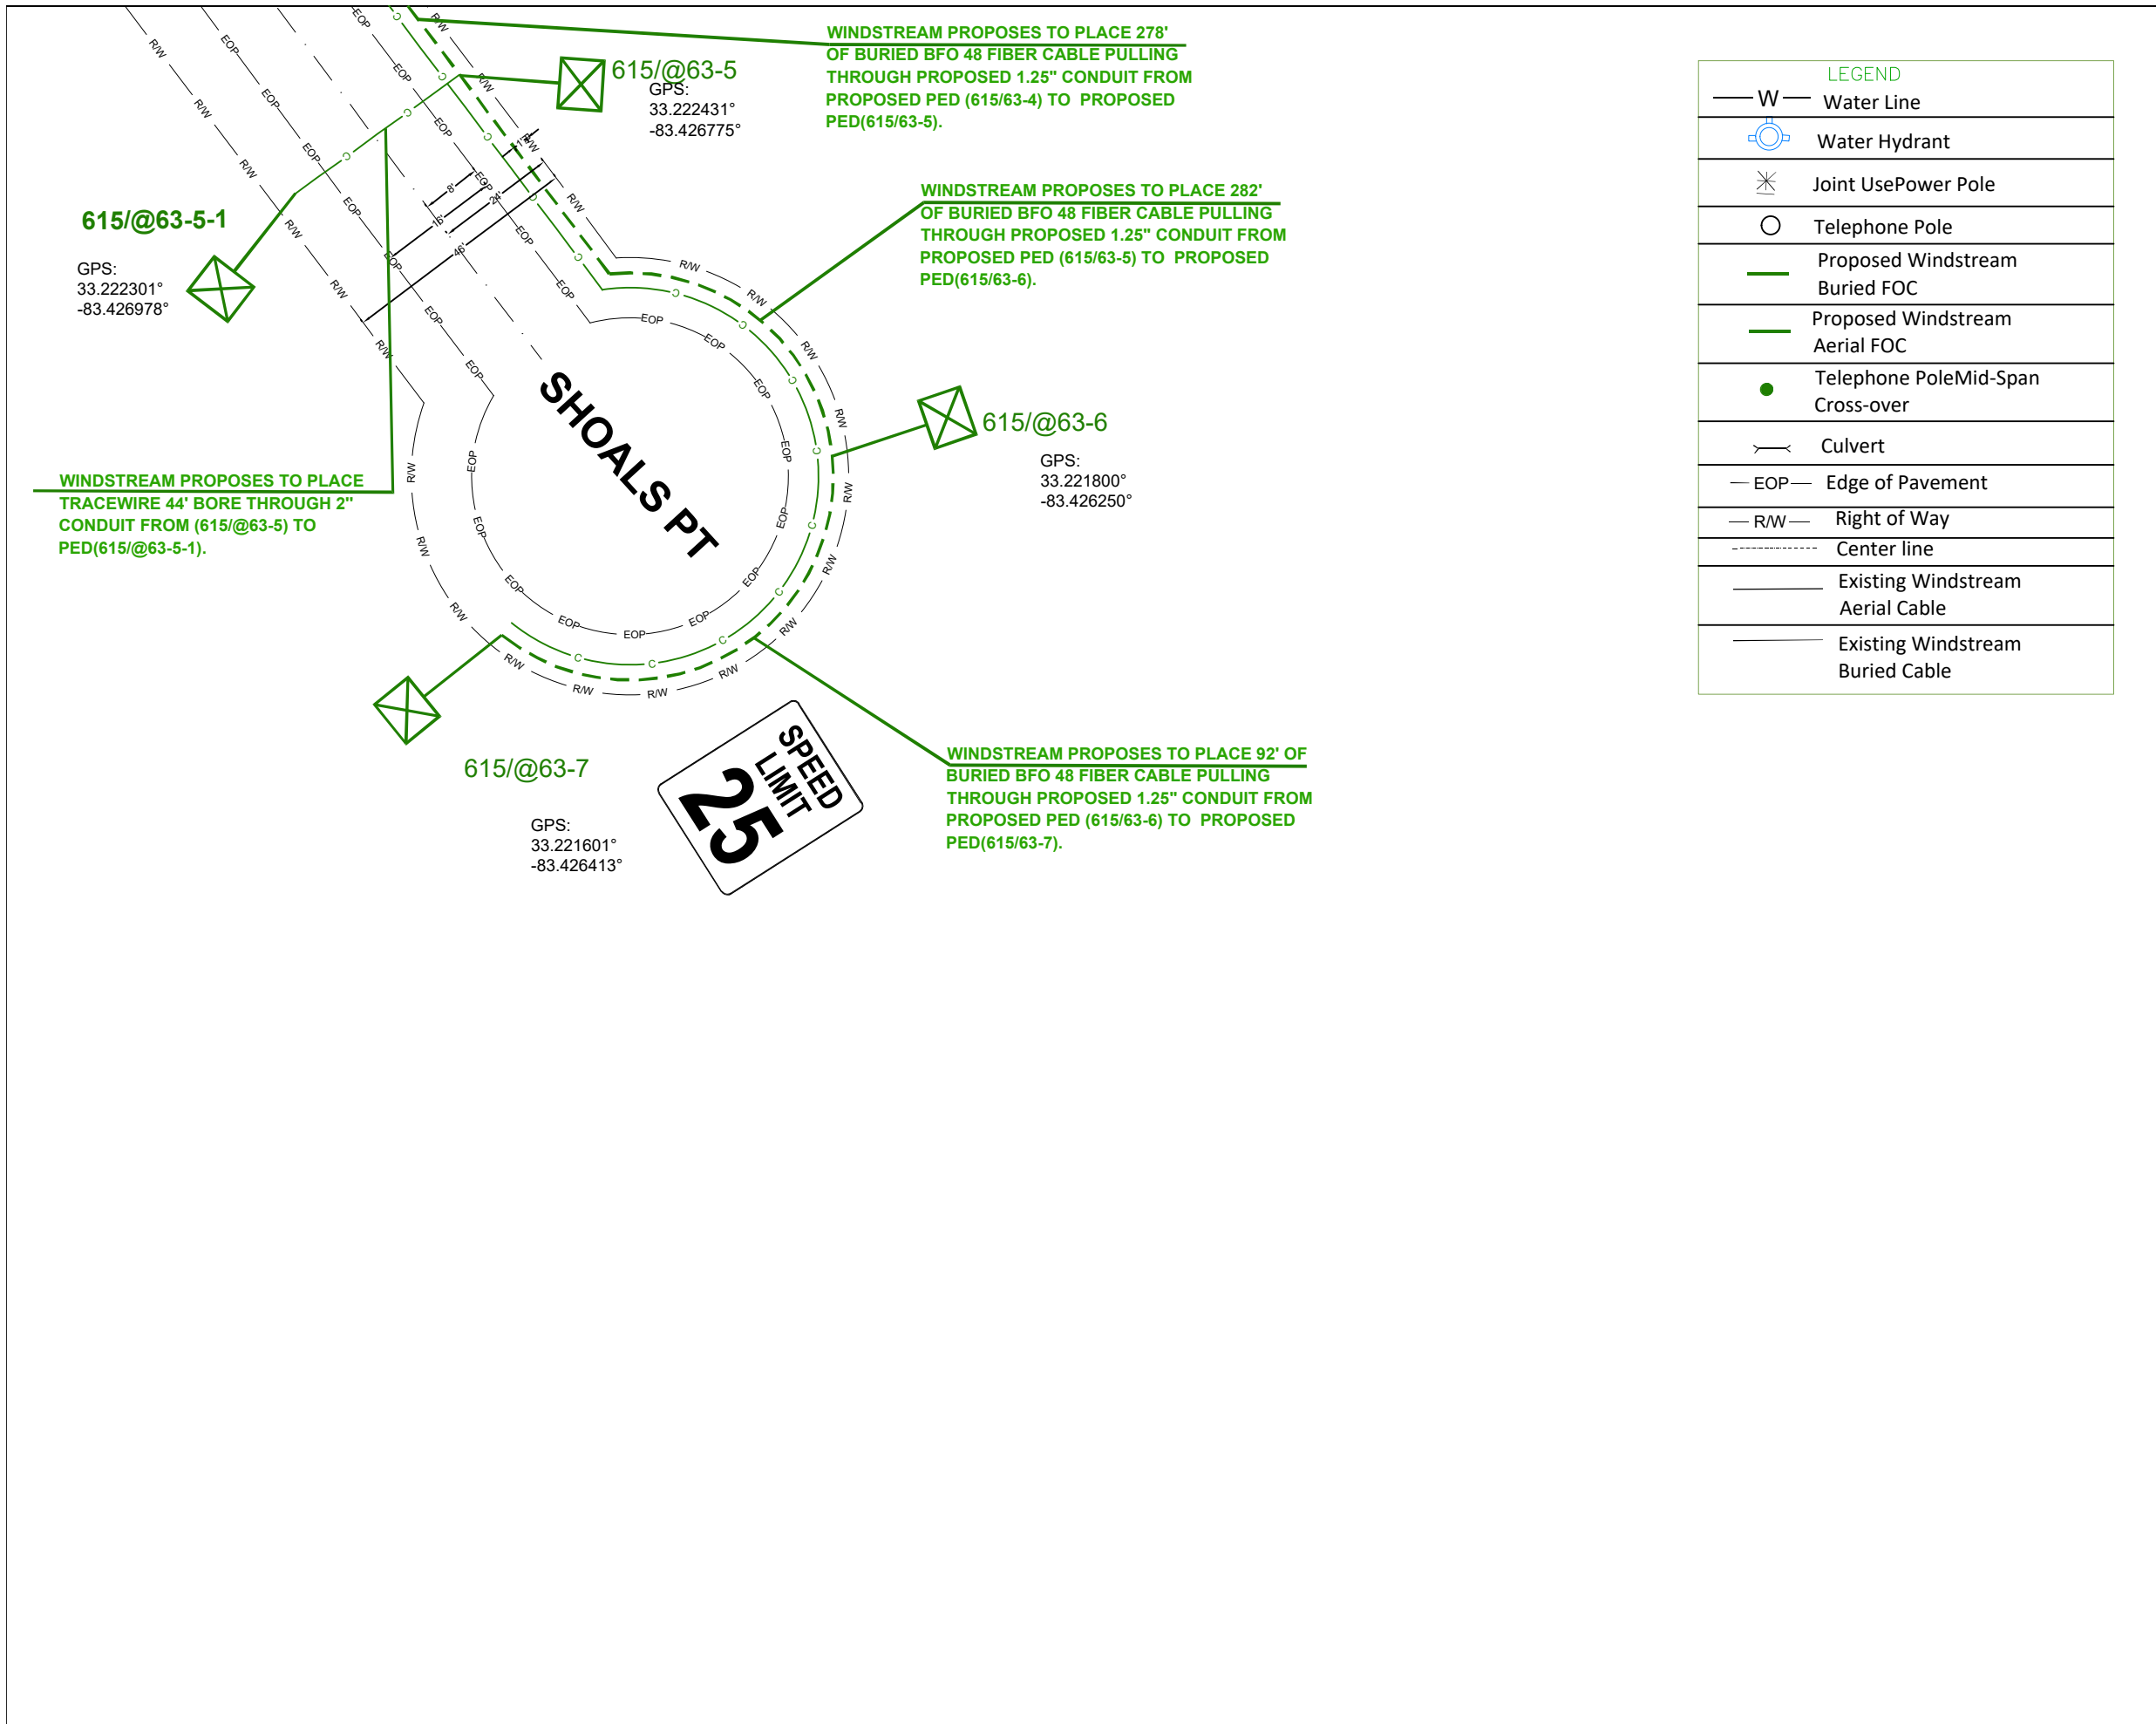 WINDSTREAM PROPOSES TO PLACE 278'
OF BURIED BFO 48 FIBER CABLE PULLING
THROUGH PROPOSED 1.25" CONDUIT FROM
PROPOSED PED (615/63-4) TO PROPOSED
PED(615/63-5).
615/@63-5
GPS:
33.222431°
-83.426775°
WINDSTREAM PROPOSES TO PLACE 282'
OF BURIED BFO 48 FIBER CABLE PULLING
THROUGH PROPOSED 1.25" CONDUIT FROM
PROPOSED PED (615/63-5) TO PROPOSED
PED(615/63-6).
615/@63-5-1
GPS:
33.222301°
-83.426978°
8'
24'
46'
R/W
EOP
C
SHOALS PT
615/@63-6
GPS:
33.221800°
-83.426250°
WINDSTREAM PROPOSES TO PLACE
TRACEWIRE 44' BORE THROUGH 2"
CONDUIT FROM (615/@63-5) TO
PED(615/@63-5-1).
615/@63-7
GPS:
33.221601°
-83.426413°
SPEED
LIMIT
25
WINDSTREAM PROPOSES TO PLACE 92' OF
BURIED BFO 48 FIBER CABLE PULLING
THROUGH PROPOSED 1.25" CONDUIT FROM
PROPOSED PED (615/63-6) TO PROPOSED
PED(615/63-7).
LEGEND
W Water Line
Water Hydrant
Joint UsePower Pole
Telephone Pole
Proposed Windstream
Buried FOC
Proposed Windstream
Aerial FOC
Telephone PoleMid-Span
Cross-over
Culvert
EOP Edge of Pavement
R/W Right of Way
Center line
Existing Windstream
Aerial Cable
Existing Windstream
Buried Cable